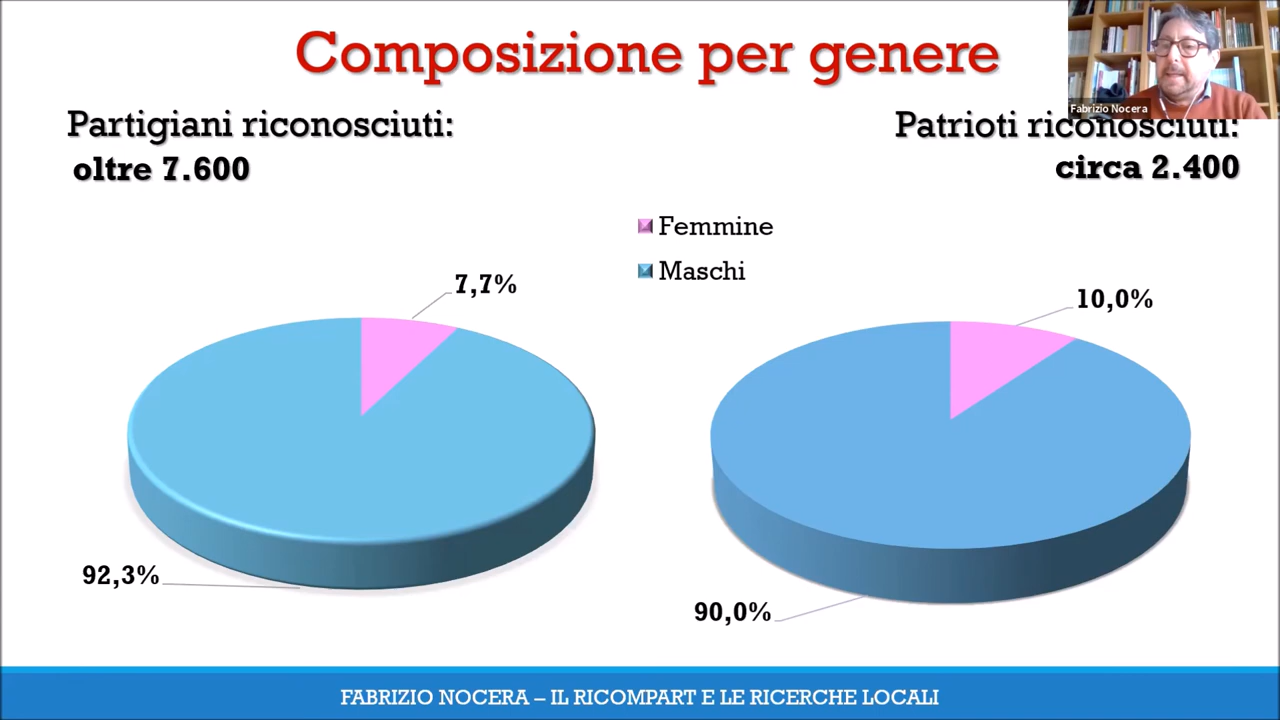 Composizione per genere
Fabrizio Nocera
Partigiani riconosciuti:
oltre 7.600
Patrioti riconosciuti:
circa 2.400
Femmine
Maschi
7,7%
92,3%
10,0%
90,0%
FABRIZIO NOCERA – IL RICOMPART E LE RICERCHE LOCALI